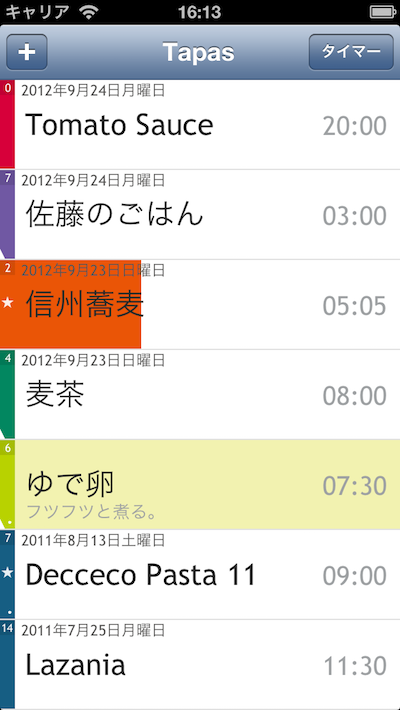 キャリア 16:13
+ Tapas タイマー
0 2012年9月24日月曜日
Tomato Sauce 20:00
7 2012年9月24日月曜日
佐藤のごはん 03:00
2 2012年9月23日日曜日
★ 信州蕎麦 05:05
4 2012年9月23日日曜日
麦茶 08:00
6
ゆで卵 07:30
フツフツと煮る。
7 2011年8月13日土曜日
★ Decceco Pasta 11 09:00
14 2011年7月25日月曜日
Lazania 11:30